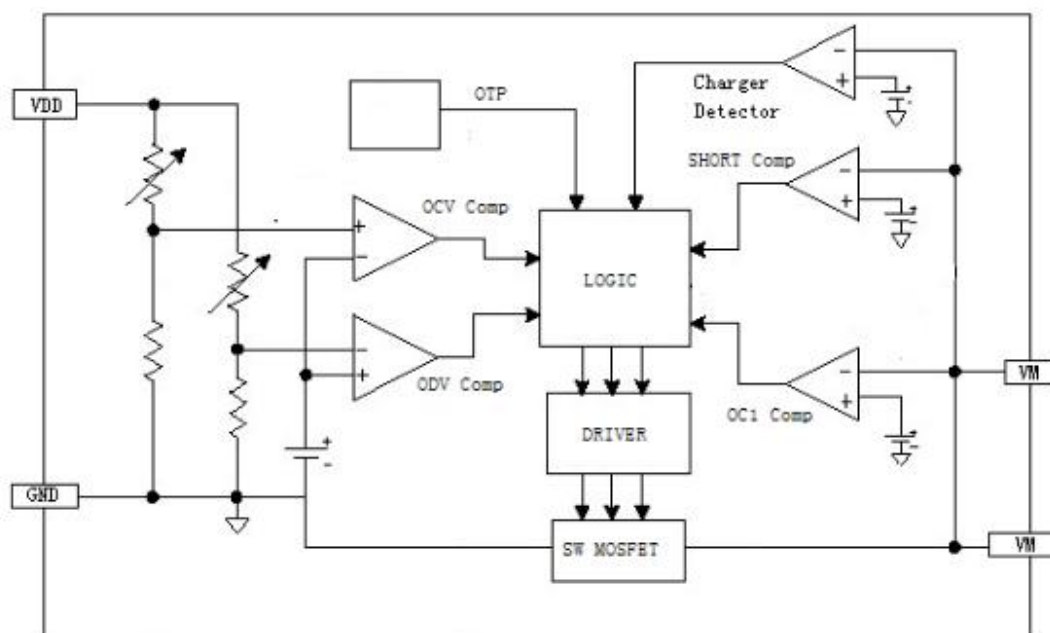 VDD
OTP
Charger
Detector
SHORT Comp
OCV Comp
LOGIC
ODV Comp
OC1 Comp
VM
DRIVER
GND
SW MOSFET
VM